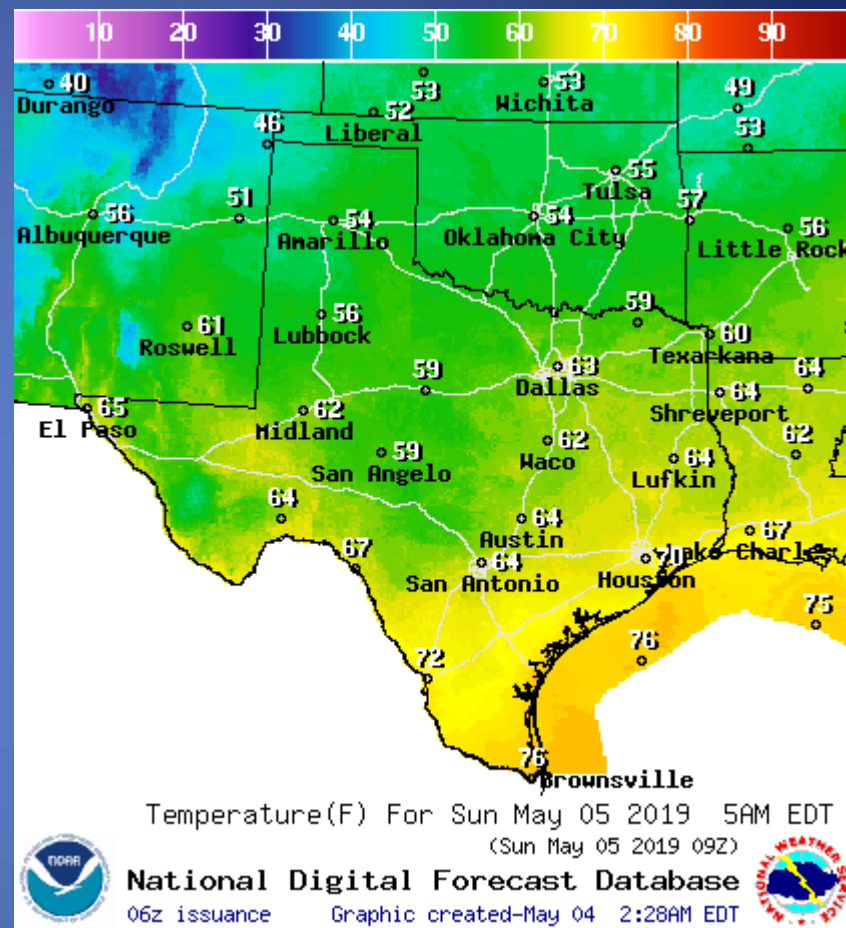 10 20 30 40 50 60 70 80 90
40
Durango
53
53
Wichita
49
52
Liberal
46
53
55
Tulsa
56
Albuquerque
51
54
Amarillo
54
Oklahoma City
57
56
Little Rock
61
Roswell
56
Lubbock
59
60
Texarkana
63
Dallas
59
64
Shreveport
64
65
El Paso
62
Midland
59
San Angelo
62
Waco
64
Lufkin
62
64
64
Austin
67
Lake Charles
67
64
San Antonio
70
Houston
75
76
72
76
Brownsville
Temperature(F) For Sun May 05 2019 5AM EDT
(Sun May 05 2019 09Z)
National Digital Forecast Database
06z issuance Graphic created-May 04 2:28AM EDT
NOAA
NATIONAL WEATHER SERVICE